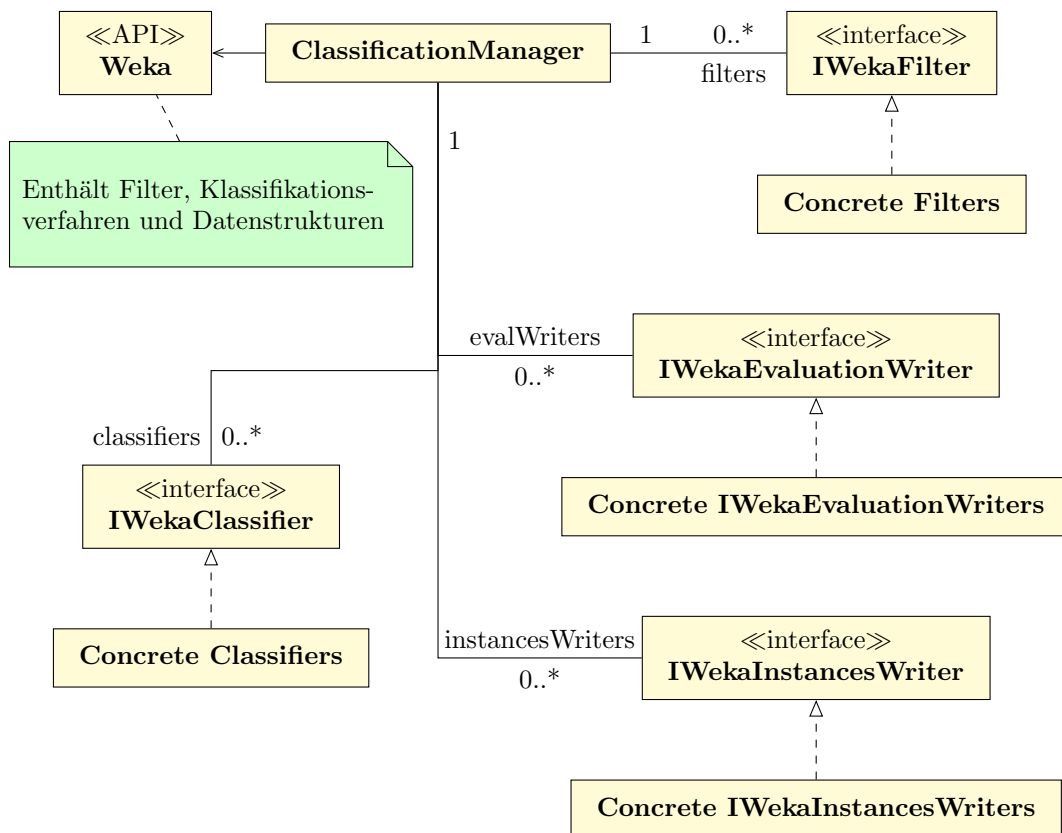 ≪API≫
Weka
ClassificationManager
1
0..*
filters
≪interface≫
IWekaFilter
1
Enthält Filter, Klassifikations-
verfahren und Datenstrukturen
Concrete Filters
evalWriters
0..*
≪interface≫
IWekaEvaluationWriter
classifiers
0..*
≪interface≫
IWekaClassifier
Concrete IWekaEvaluationWriters
Concrete Classifiers
instancesWriters
0..*
≪interface≫
IWekaInstancesWriter
Concrete IWekaInstancesWriters